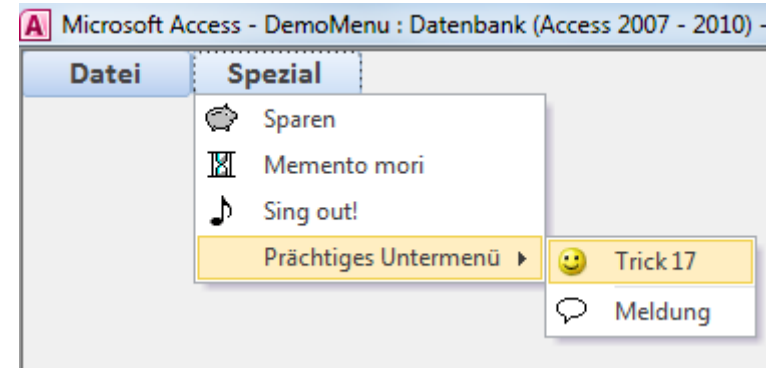 A Microsoft Access - DemoMenu : Datenbank (Access 2007 - 2010) -
Datei Spezial
Sparen
Memento mori
Sing out!
Prächtiges Untermenü Trick 17
Meldung